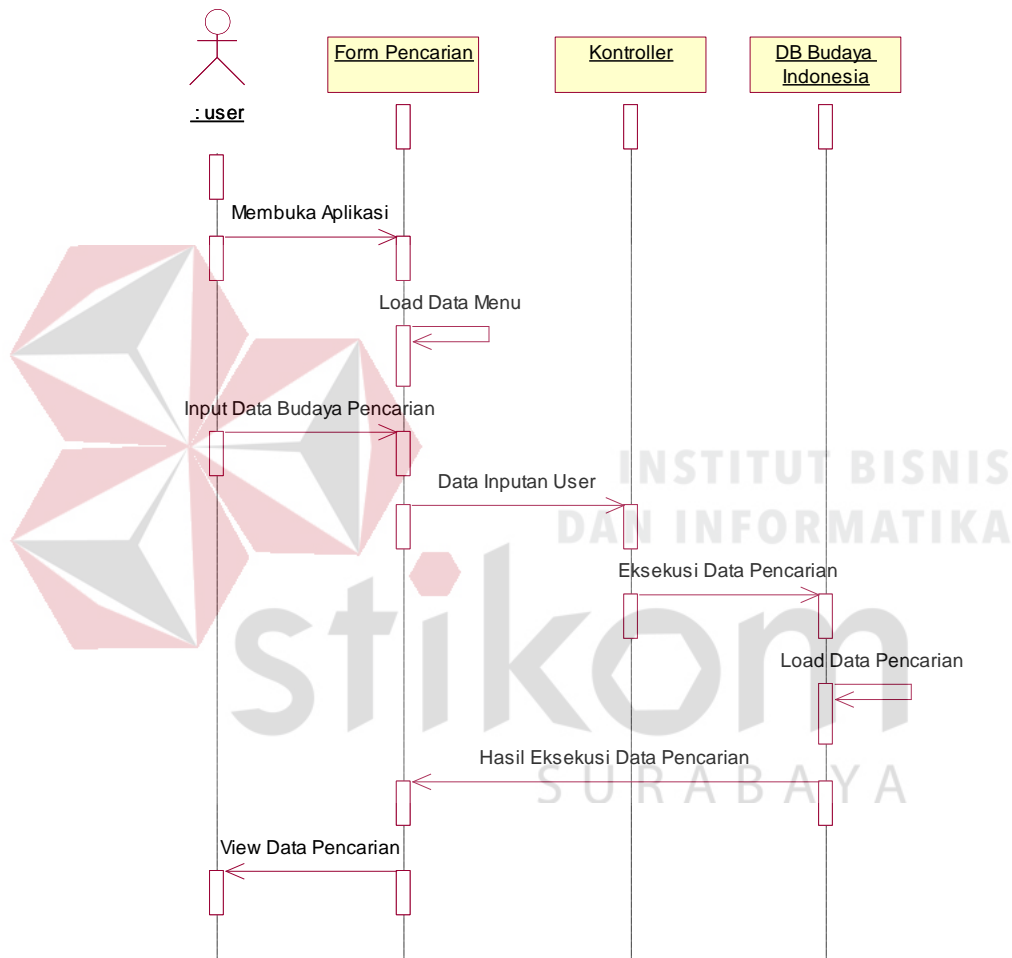 Form Pencarian
Kontroller
DB Budaya
Indonesia
: user
Membuka Aplikasi
Load Data Menu
Input Data Budaya Pencarian
INSTITUT BISNIS
Data Inputan User
DAN INFORMATIKA
Eksekusi Data Pencarian
stikom
Load Data Pencarian
Hasil Eksekusi Data Pencarian
SURABAYA
View Data Pencarian